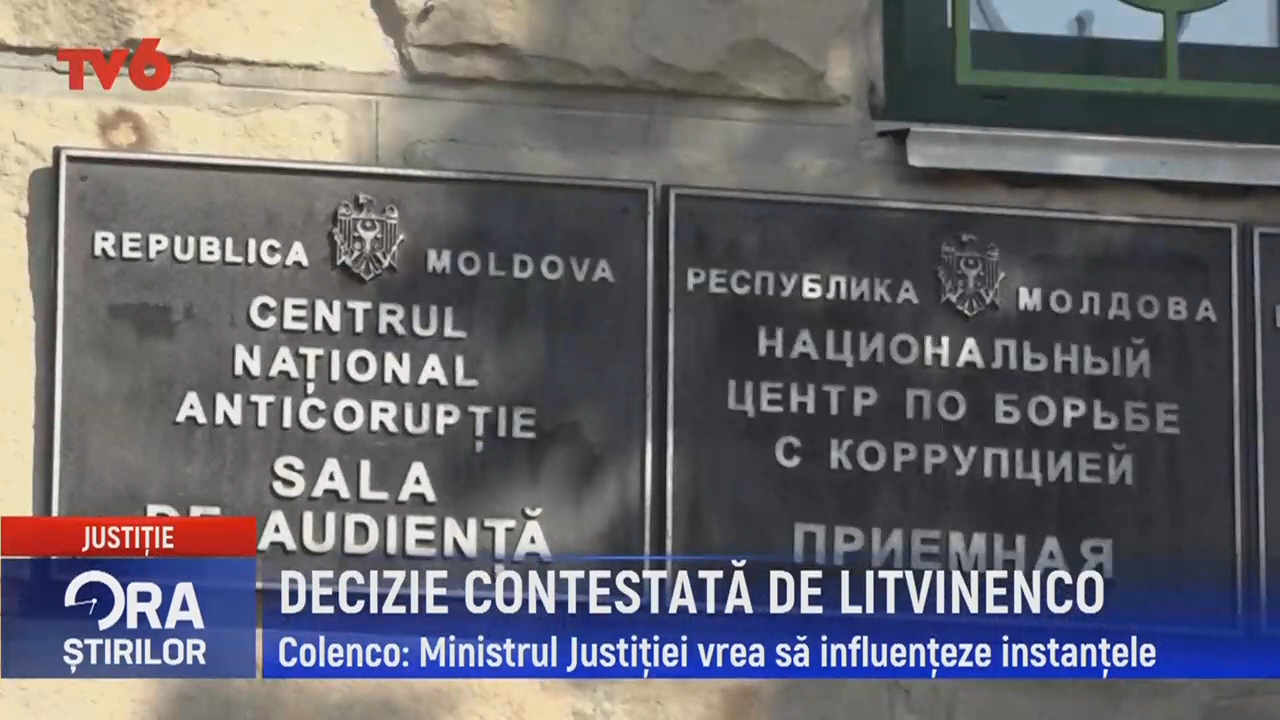 TV6
REPUBLICA MOLDOVA
CENTRUL
NAȚIONAL
ANTICORUPȚIE
SALA
DE AUDIENȚĂ
РЕСПУБЛИКА МОЛДОВА
НАЦИОНАЛЬНЫЙ
ЦЕНТР ПО БОРЬБЕ
С КОРРУПЦИЕЙ
ПРИЕМНАЯ
JUSTIȚIE
ORA
ȘTIRILOR
DECIZIE CONTESTATĂ DE LITVINENCO
Colenco: Ministrul Justiției vrea să influențeze instanțele